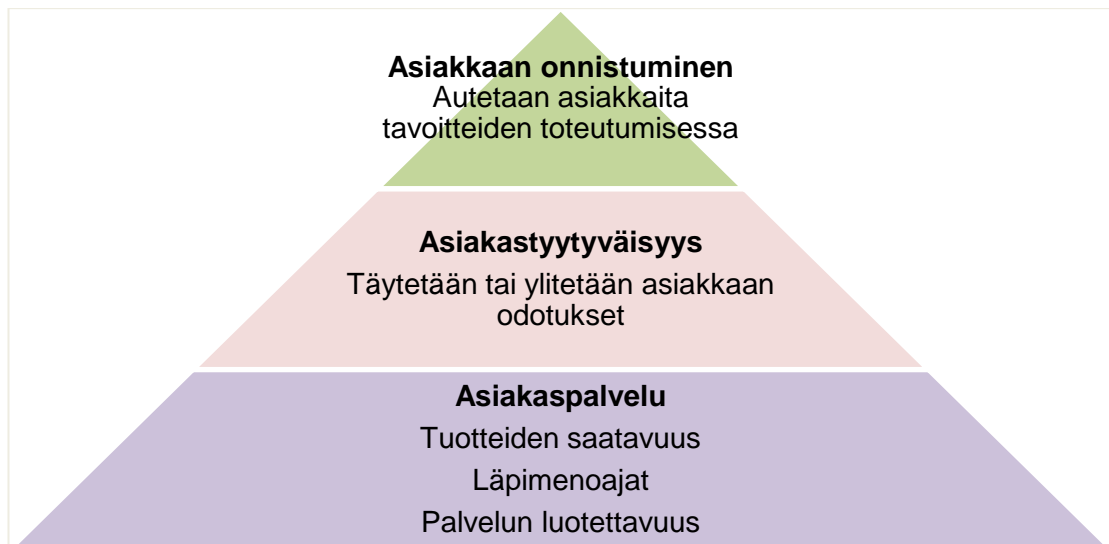 Asiakkaan onnistuminen
Autetaan asiakkaita
tavoitteiden toteutumisessa
Asiakastyytyväisyys
Täytetään tai ylitetään asiakkaan
odotukset
Asiakaspalvelu
Tuotteiden saatavuus
Läpimenoajat
Palvelun luotettavuus